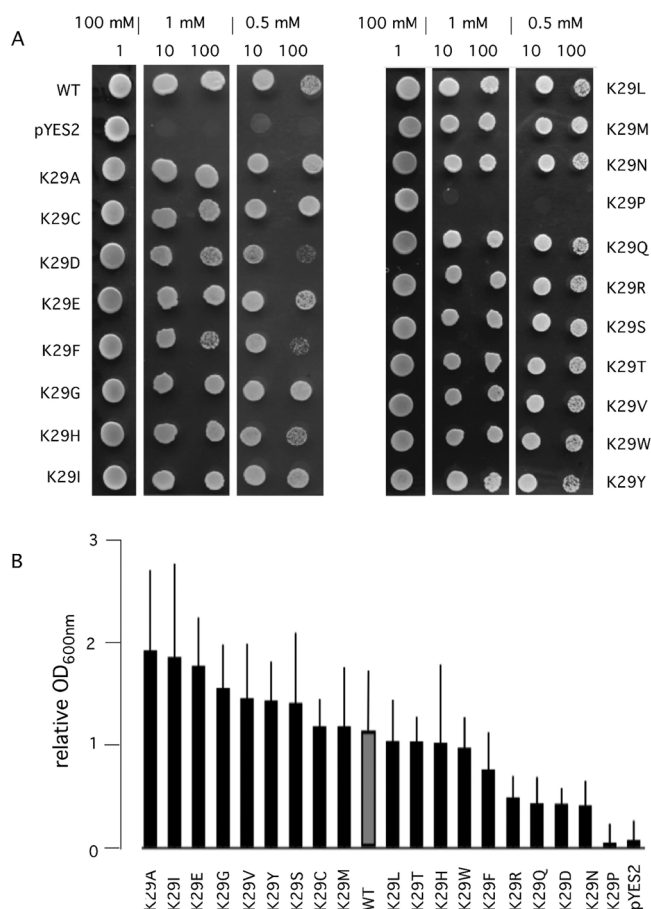 A
100 mM | 1 mM | 0.5 mM
1 10 100 10 100
WT
pYES2
K29A
K29C
K29D
K29E
K29F
K29G
K29H
K29I
100 mM | 1 mM | 0.5 mM
1 10 100 10 100
K29L
K29M
K29N
K29P
K29Q
K29R
K29S
K29T
K29V
K29W
K29Y
B
relative OD600nm
3
2
1
0
K29A K29I K29E K29G K29V K29Y K29S K29C K29M WT K29L K29T K29H K29W K29F K29R K29Q K29D K29N K29P pYES2